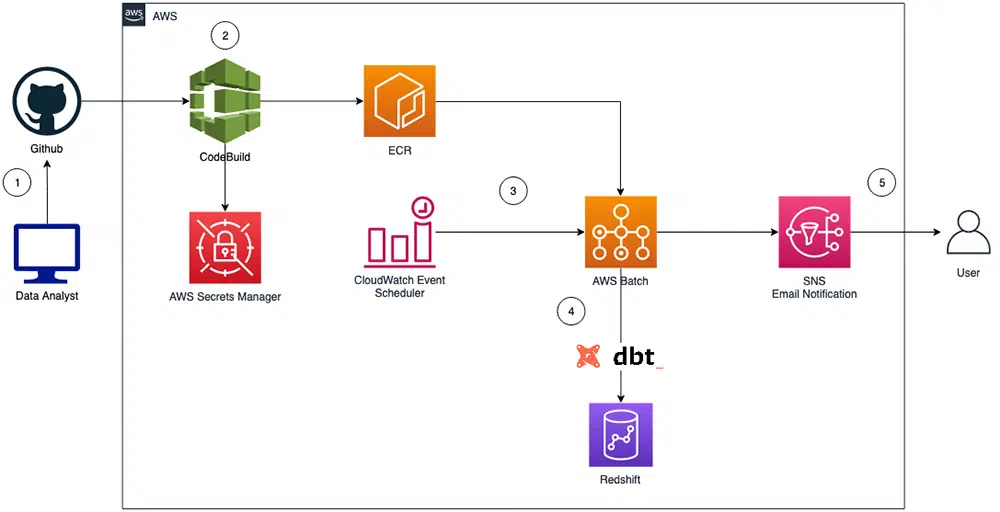 aws
AWS
2
Github
CodeBuild
ECR
1
3
5
Data Analyst
AWS Secrets Manager
CloudWatch Event
Scheduler
AWS Batch
SNS
Email Notification
User
4
dbt_
Redshift